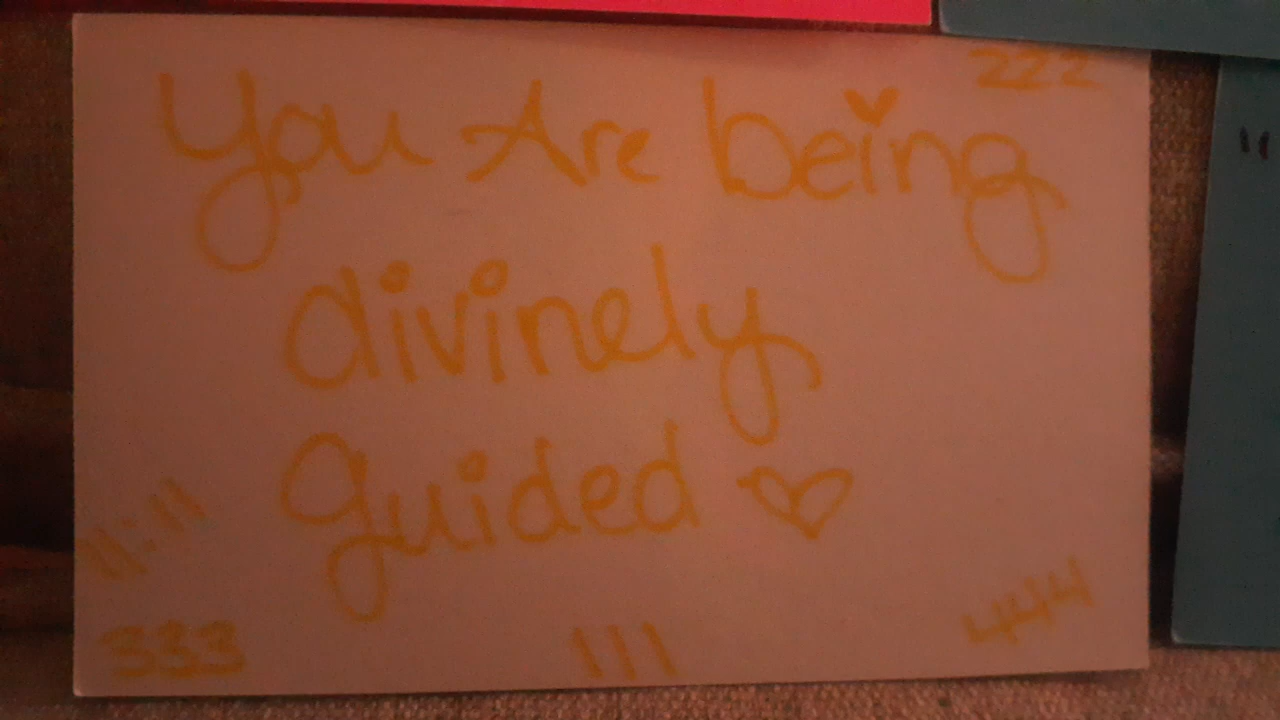 222
You Are being
divinely
guided
11:11
333
111
444
"